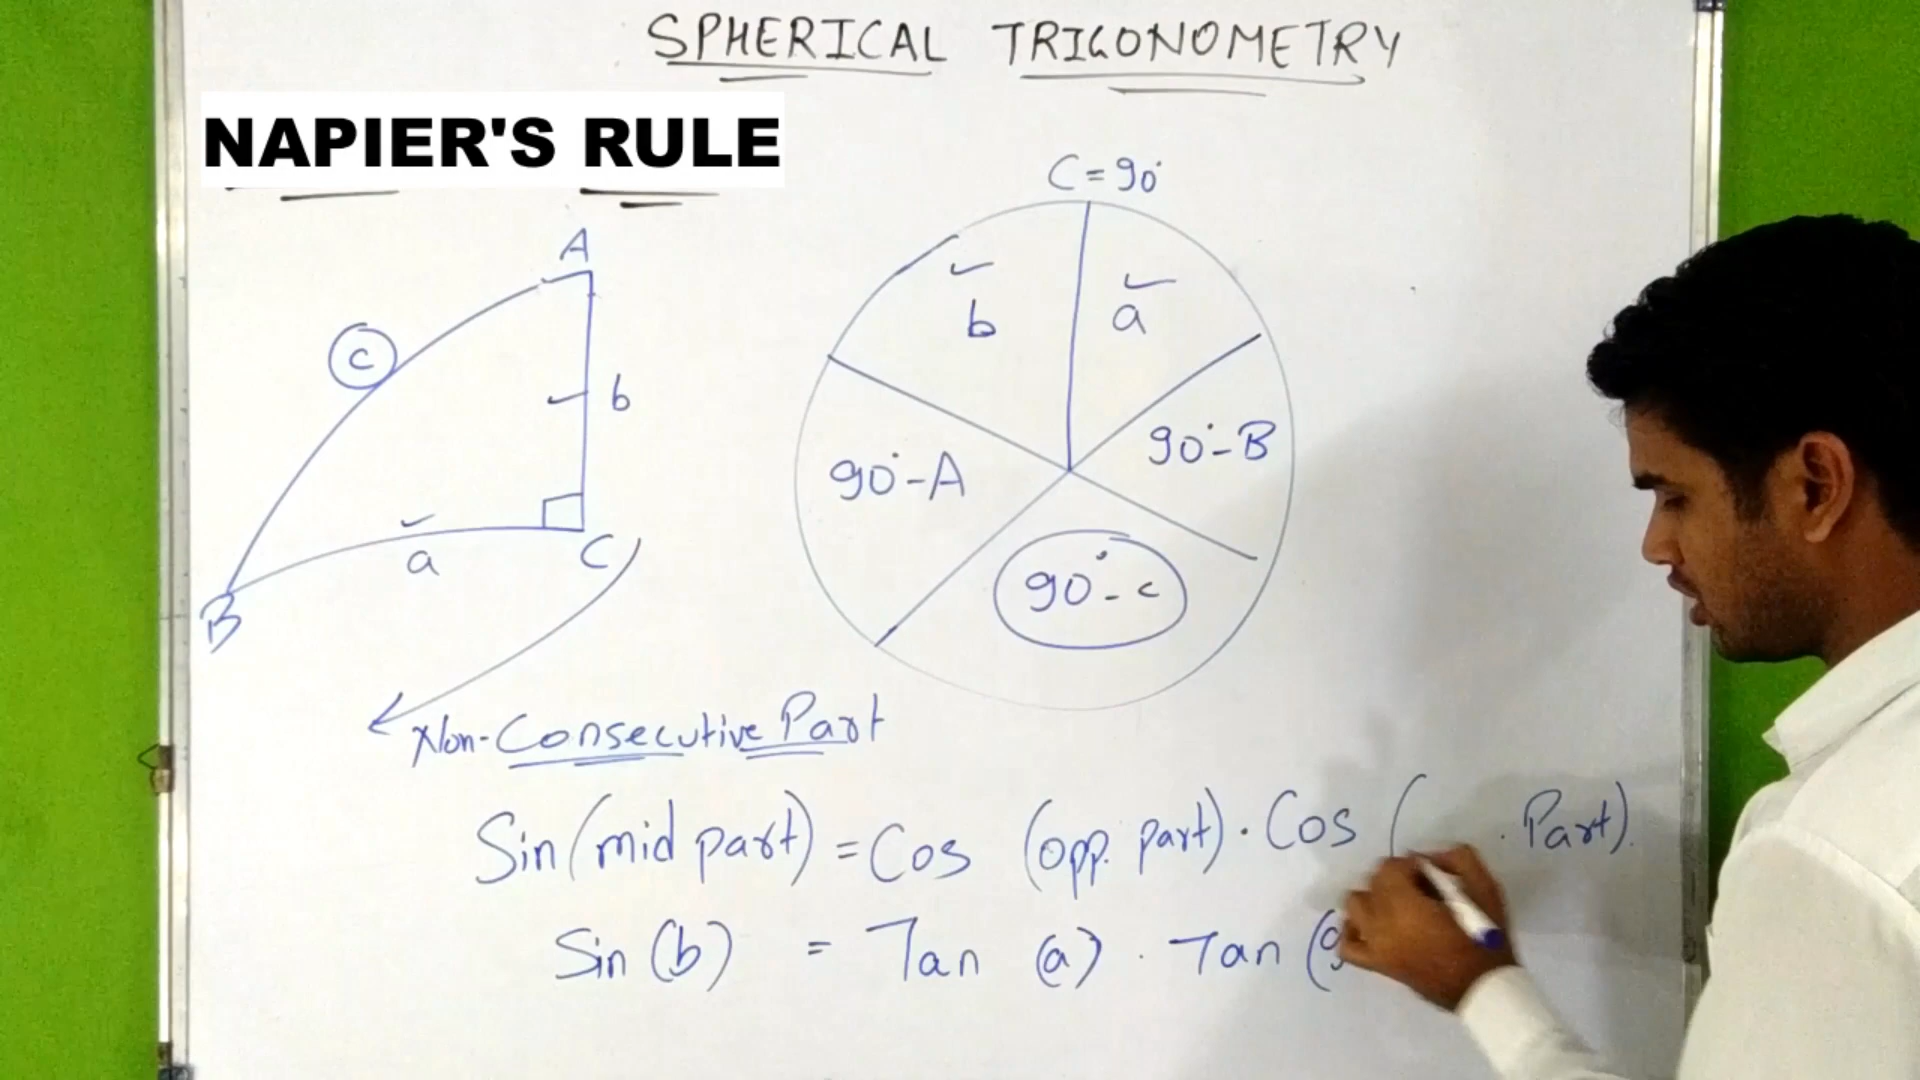 SPHERICAL TRIGONOMETRY
NAPIER'S RULE
C = 90°
A
b
a
c
b
90°-A
90°-B
a
C
B
90°-c
Non-Consecutive Part
Sin (mid part) = Cos (opp. part) · Cos ( . Part).
Sin (b) = Tan (a) . Tan (9